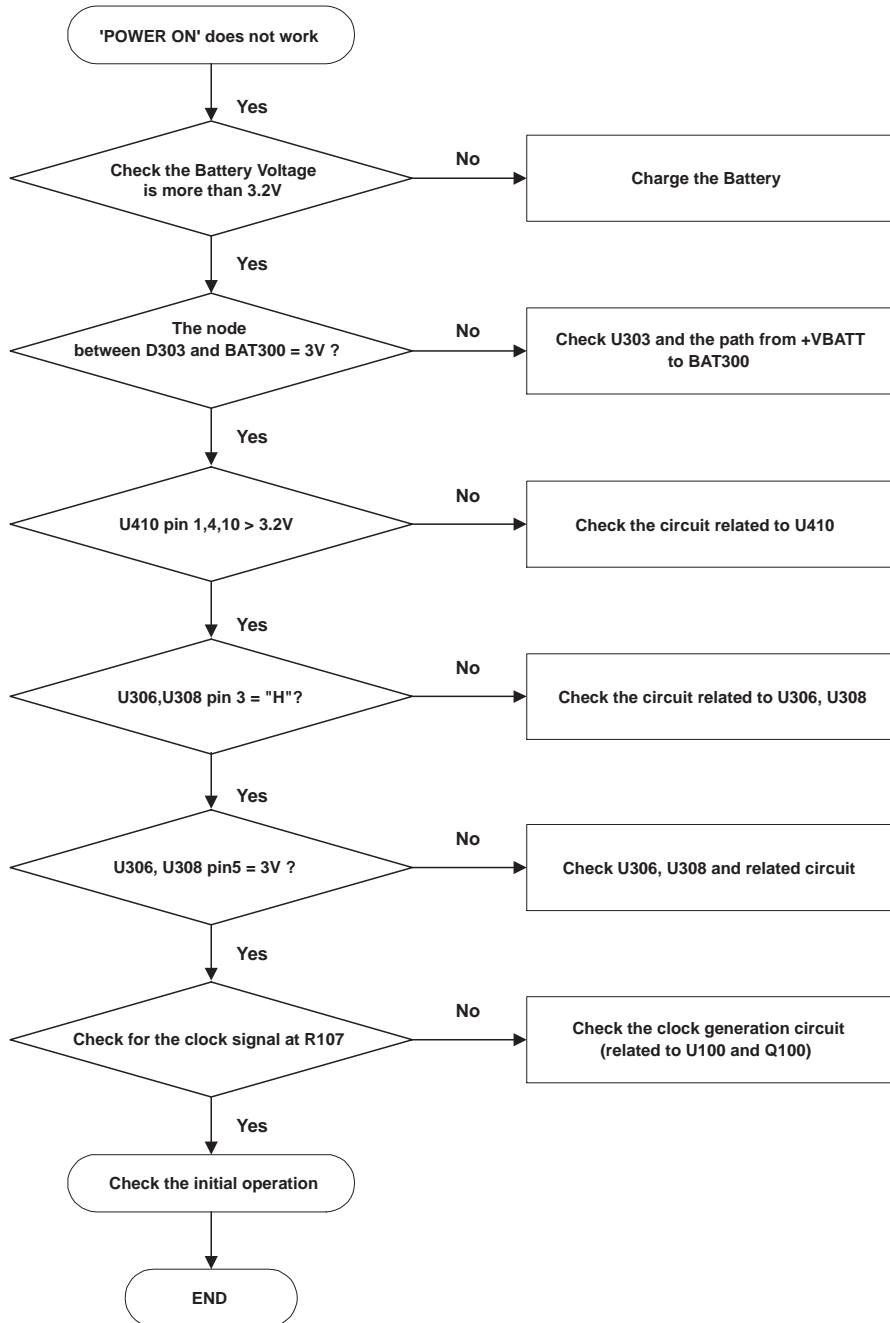 'POWER ON' does not work
Yes
Check the Battery Voltage
is more than 3.2V
No
Charge the Battery
Yes
The node
between D303 and BAT300 = 3V ?
No
Check U303 and the path from +VBATT
to BAT300
Yes
U410 pin 1,4,10 > 3.2V
No
Check the circuit related to U410
Yes
U306,U308 pin 3 = "H"?
No
Check the circuit related to U306, U308
Yes
U306, U308 pin5 = 3V ?
No
Check U306, U308 and related circuit
Yes
Check for the clock signal at R107
No
Check the clock generation circuit
(related to U100 and Q100)
Yes
Check the initial operation
END